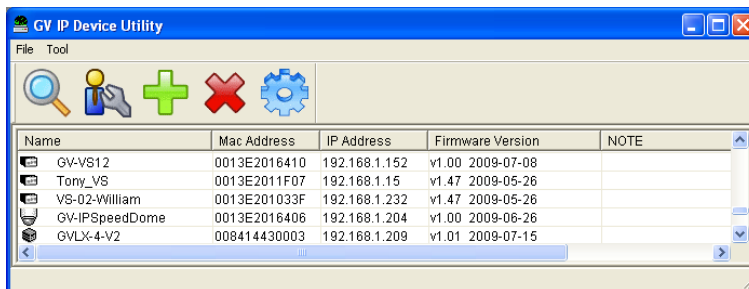 GV IP Device Utility
File Tool
Name Mac Address IP Address Firmware Version NOTE
GV-VS12 0013E2016410 192.168.1.152 v1.00 2009-07-08
Tony_VS 0013E2011F07 192.168.1.15 v1.47 2009-05-26
VS-02-William 0013E201033F 192.168.1.232 v1.47 2009-05-26
GV-IPSpeedDome 0013E2016406 192.168.1.204 v1.00 2009-06-26
GVLX-4-V2 008414430003 192.168.1.209 v1.01 2009-07-15